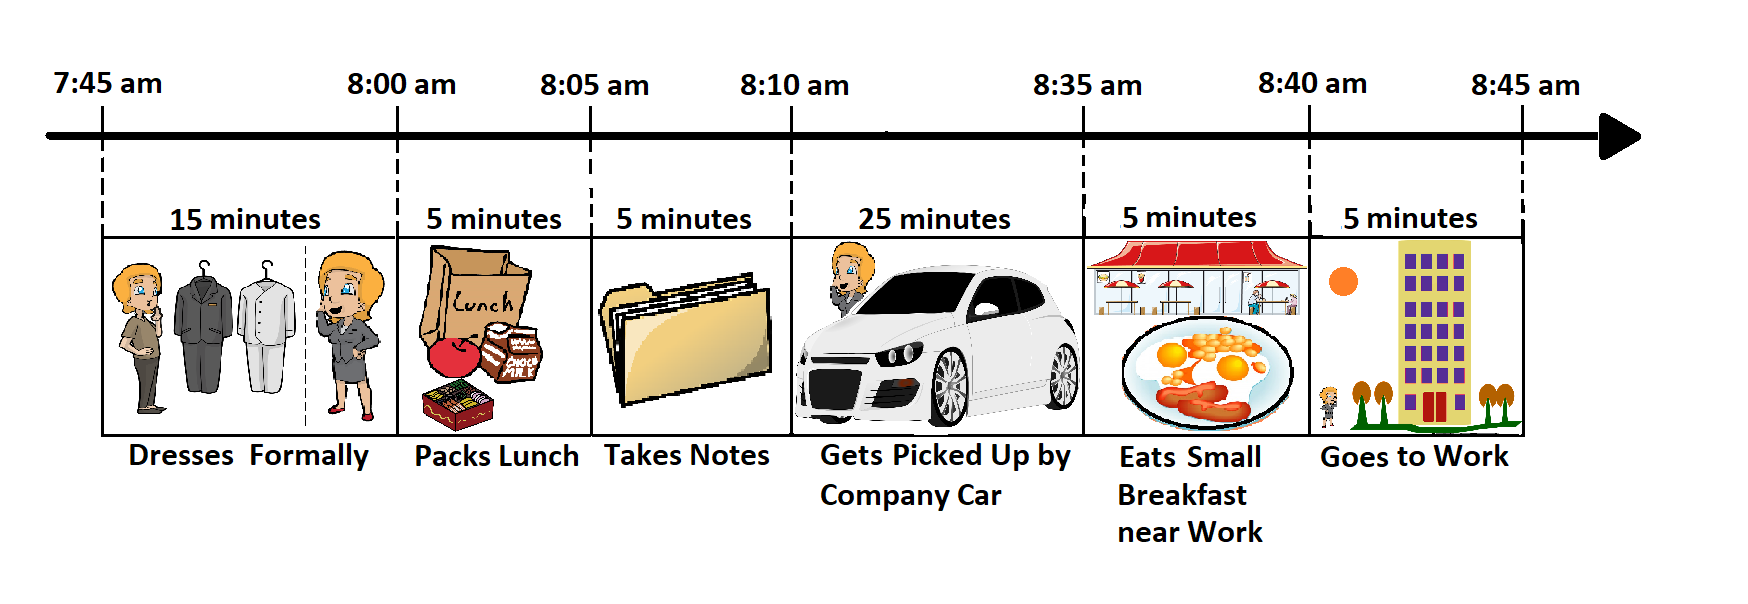 7:45 am 8:00 am 8:05 am 8:10 am 8:35 am 8:40 am 8:45 am
15 minutes 5 minutes 5 minutes 25 minutes 5 minutes 5 minutes
Lunch
CHOCO
MILK
Dresses Formally Packs Lunch Takes Notes Gets Picked Up by Eats Small Goes to Work
Company Car Breakfast
near Work